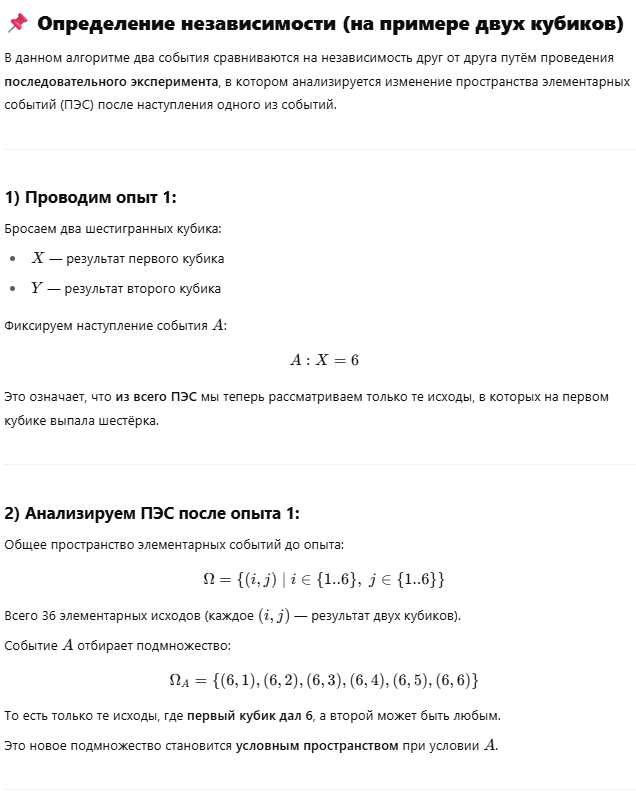 📌 Определение независимости (на примере двух кубиков)
В данном алгоритме два события сравниваются на независимость друг от друга путём проведения
последовательного эксперимента, в котором анализируется изменение пространства элементарных
событий (ПЭС) после наступления одного из событий.
1) Проводим опыт 1:
Бросаем два шестигранных кубика:
• X — результат первого кубика
• Y — результат второго кубика
Фиксируем наступление события A:
A : X = 6
Это означает, что из всего ПЭС мы теперь рассматриваем только те исходы, в которых на первом
кубике выпала шестёрка.
2) Анализируем ПЭС после опыта 1:
Общее пространство элементарных событий до опыта:
Ω = {(i, j) | i ∈ {1..6}, j ∈ {1..6}}
Всего 36 элементарных исходов (каждое (i, j) — результат двух кубиков).
Событие A отбирает подмножество:
Ω_A = {(6, 1), (6, 2), (6, 3), (6, 4), (6, 5), (6, 6)}
То есть только те исходы, где первый кубик дал 6, а второй может быть любым.
Это новое подмножество становится условным пространством при условии A.